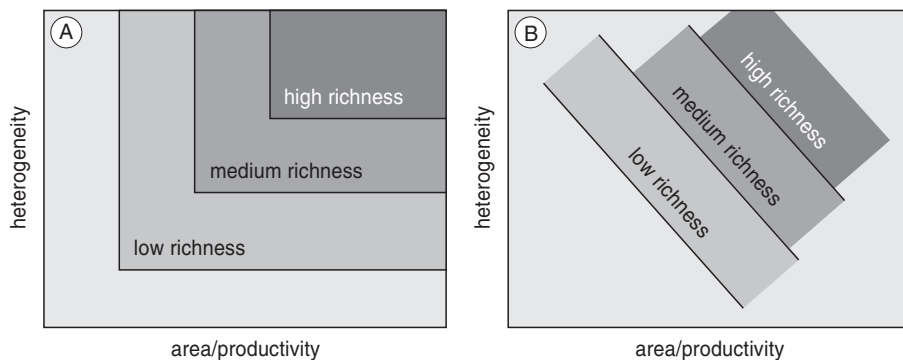 A
heterogeneity
high richness
medium richness
low richness
area/productivity
B
heterogeneity
high richness
medium richness
low richness
area/productivity